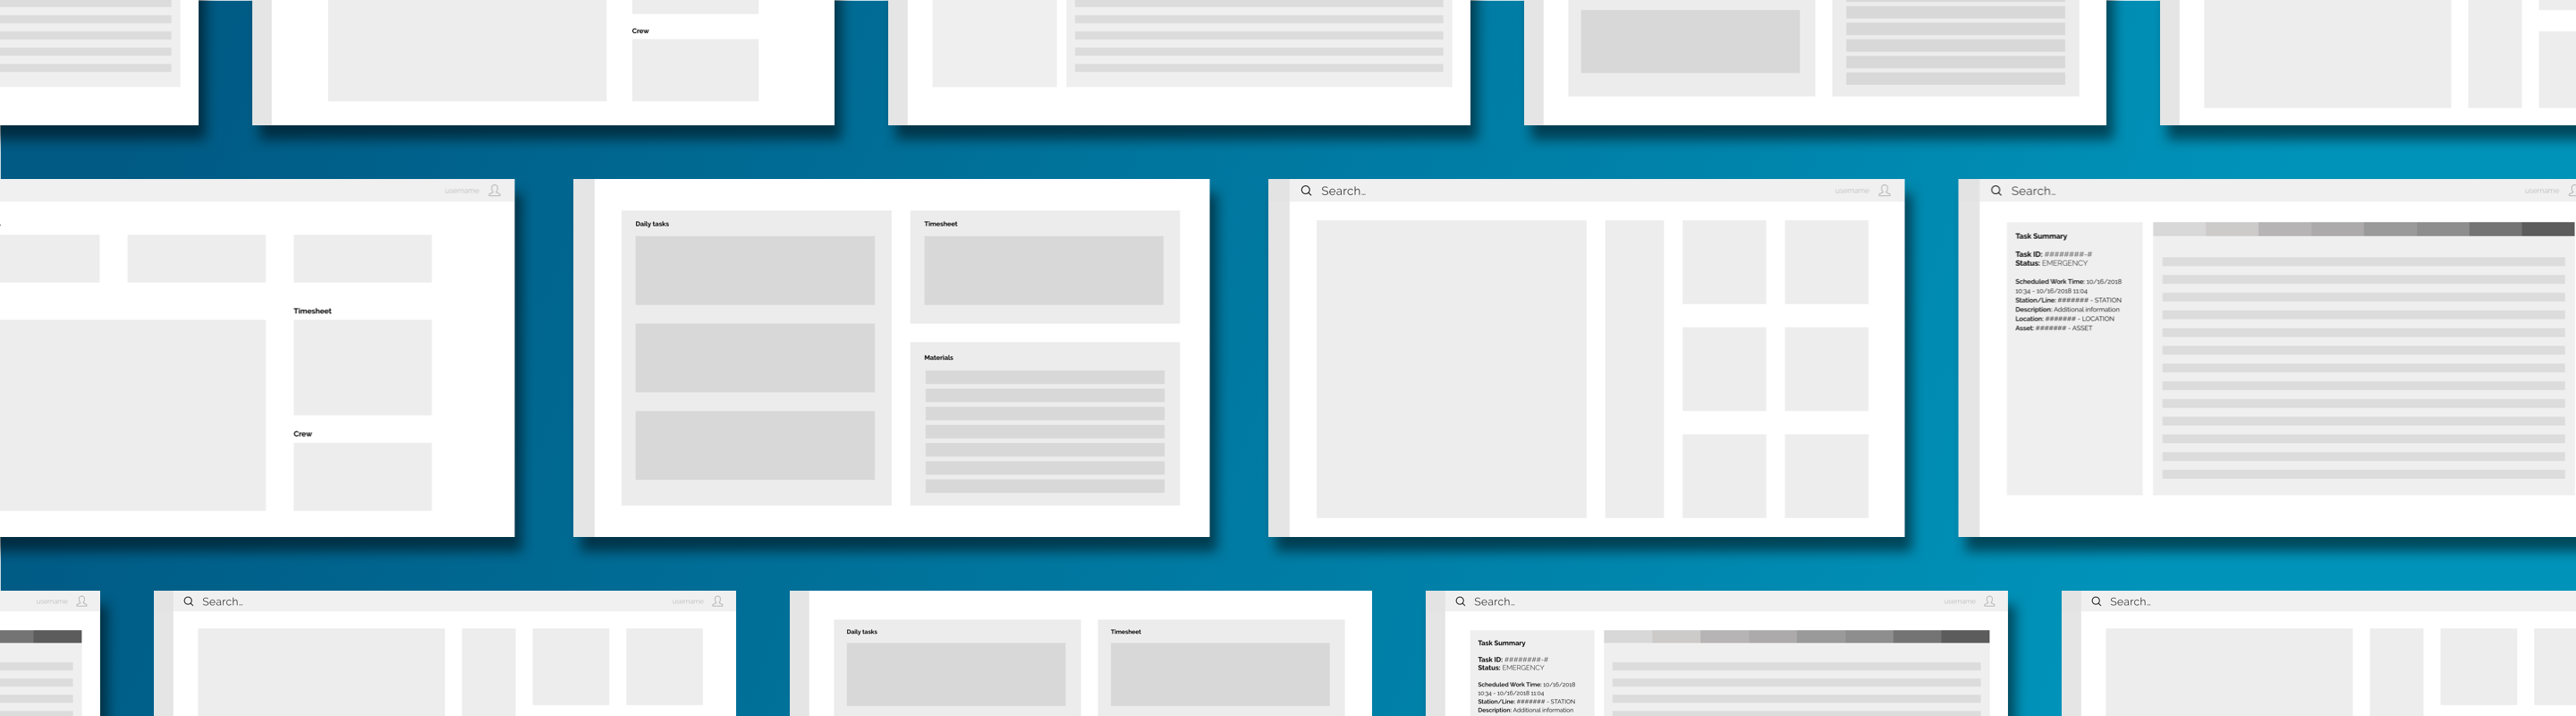 Crew
username
Timesheet
Crew
Daily tasks
Timesheet
Materials
Search...
username
Search...
username
Task Summary
Task ID: ########-#
Status: EMERGENCY
Scheduled Work Time: 10/16/2018
10:34 - 10/16/2018 11:04
Station/Line: ####### - STATION
Description: Additional information
Location: ####### - LOCATION
Asset: ####### - ASSET
username
Search...
username
Daily tasks
Timesheet
Search...
username
Task Summary
Task ID: ########-#
Status: EMERGENCY
Scheduled Work Time: 10/16/2018
10:34 - 10/16/2018 11:04
Station/Line: ####### - STATION
Description: Additional information
Search...